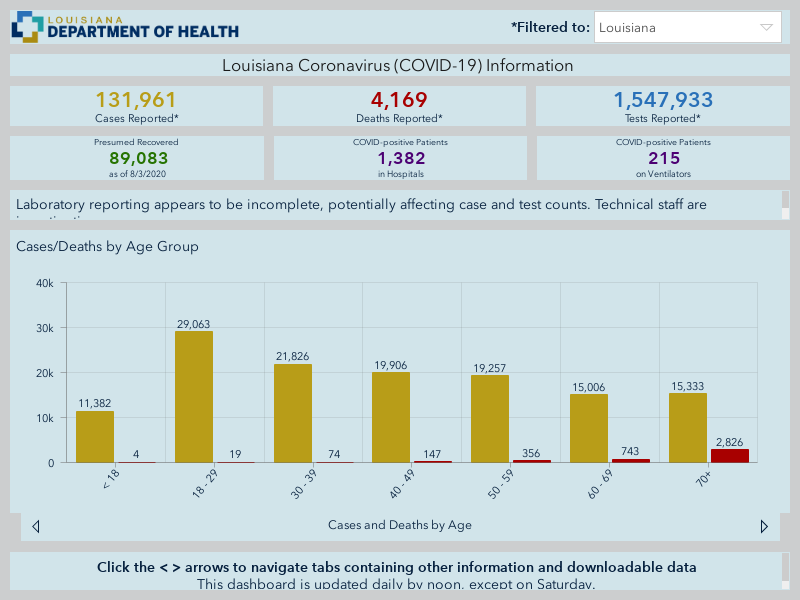 LOUISIANA
DEPARTMENT OF HEALTH
*Filtered to:
Louisiana
Louisiana Coronavirus (COVID-19) Information
131,961
Cases Reported*
4,169
Deaths Reported*
1,547,933
Tests Reported*
Presumed Recovered
89,083
as of 8/3/2020
COVID-positive Patients
1,382
in Hospitals
COVID-positive Patients
215
on Ventilators
Laboratory reporting appears to be incomplete, potentially affecting case and test counts. Technical staff are
Cases/Deaths by Age Group
40k
30k
20k
10k
0
11,382
4
29,063
19
21,826
74
19,906
147
19,257
356
15,006
743
15,333
2,826
< 18
18 - 29
30 - 39
40 - 49
50 - 59
60 - 69
70+
Cases and Deaths by Age
Click the < > arrows to navigate tabs containing other information and downloadable data
This dashboard is updated daily by noon, except on Saturday.